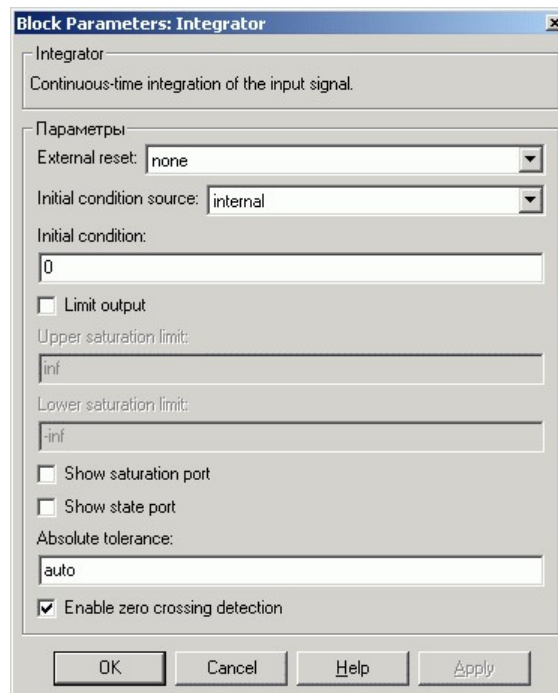 Block Parameters: Integrator
Integrator
Continuous-time integration of the input signal.
Параметры
External reset: none
Initial condition source: internal
Initial condition:
0
Limit output
Upper saturation limit:
inf
Lower saturation limit:
-inf
Show saturation port
Show state port
Absolute tolerance:
auto
Enable zero crossing detection
OK Cancel Help Apply